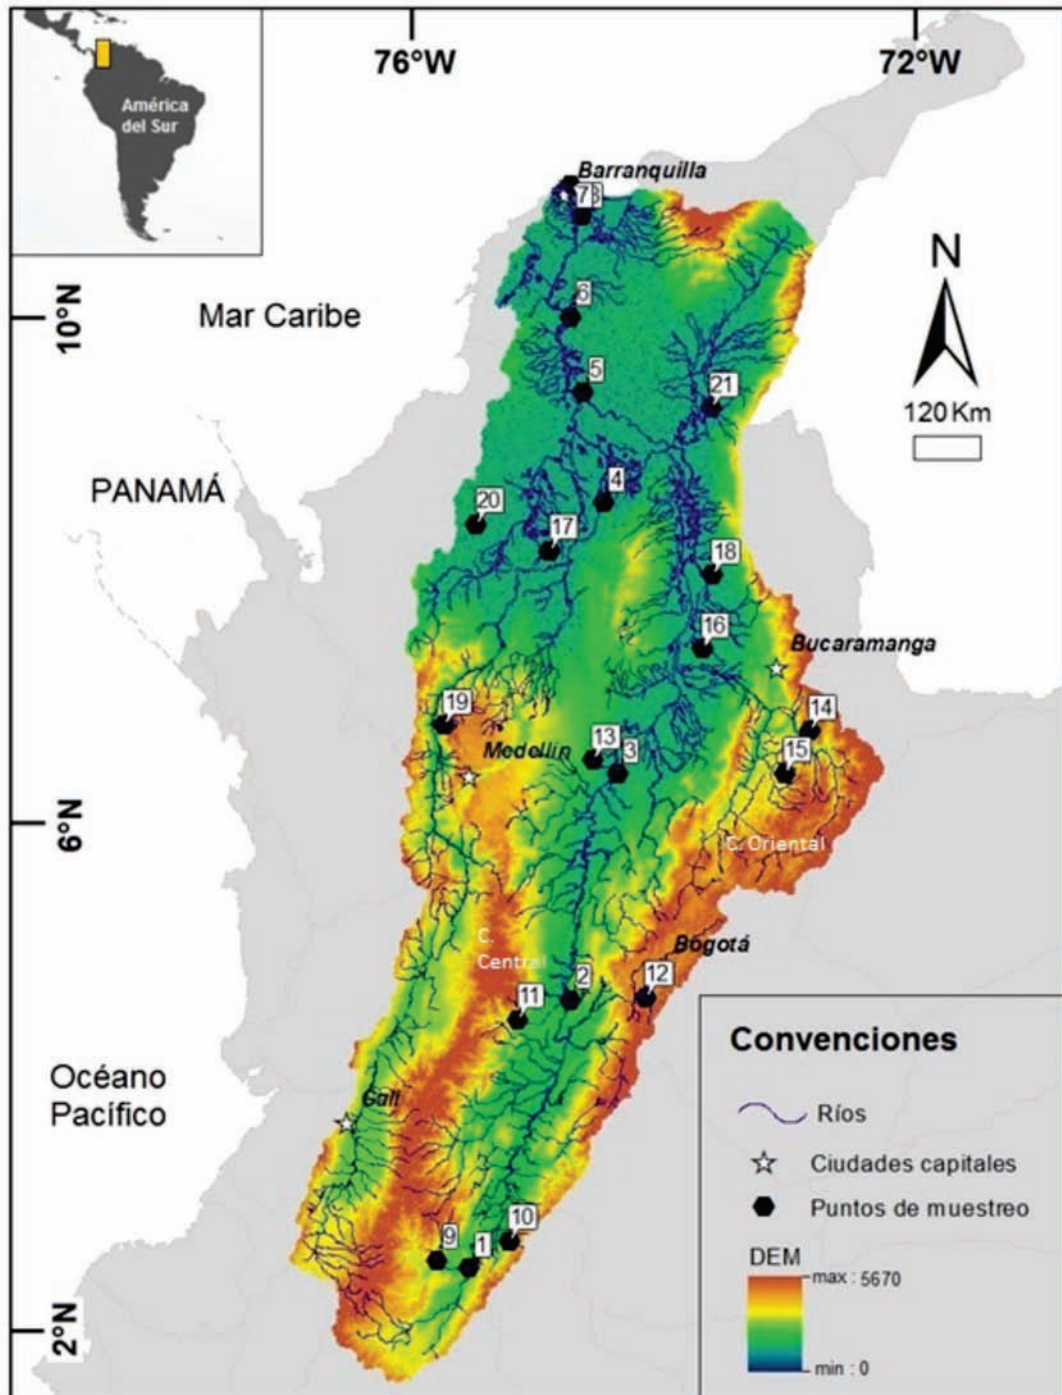 76°W
72°W
América
del Sur
Barranquilla
7
8
10°N
Mar Caribe
N
6
5
21
120 Km
PANAMÁ
4
20
17
18
16
Bucaramanga
19
14
13
3
Medellín
15
6°N
C. Oriental
C.
Central
Bogotá
2
12
11
Océano
Pacífico
Cali
10
9
1
2°N
Convenciones
Ríos
Ciudades capitales
Puntos de muestreo
DEM
max : 5670
min : 0